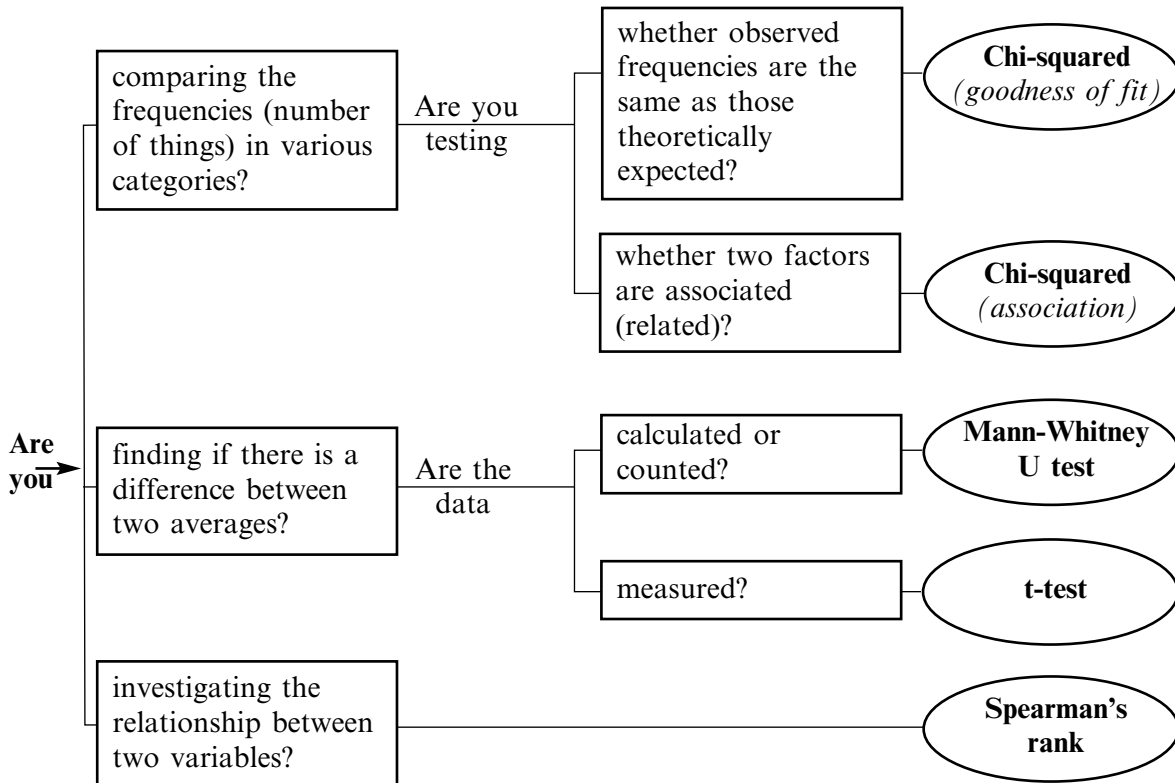 Are
you
comparing the
frequencies (number
of things) in various
categories?
Are you
testing
whether observed
frequencies are the
same as those
theoretically
expected?
Chi-squared
(goodness of fit)
whether two factors
are associated
(related)?
Chi-squared
(association)
finding if there is a
difference between
two averages?
Are the
data
calculated or
counted?
Mann-Whitney
U test
measured?
t-test
investigating the
relationship between
two variables?
Spearman's
rank